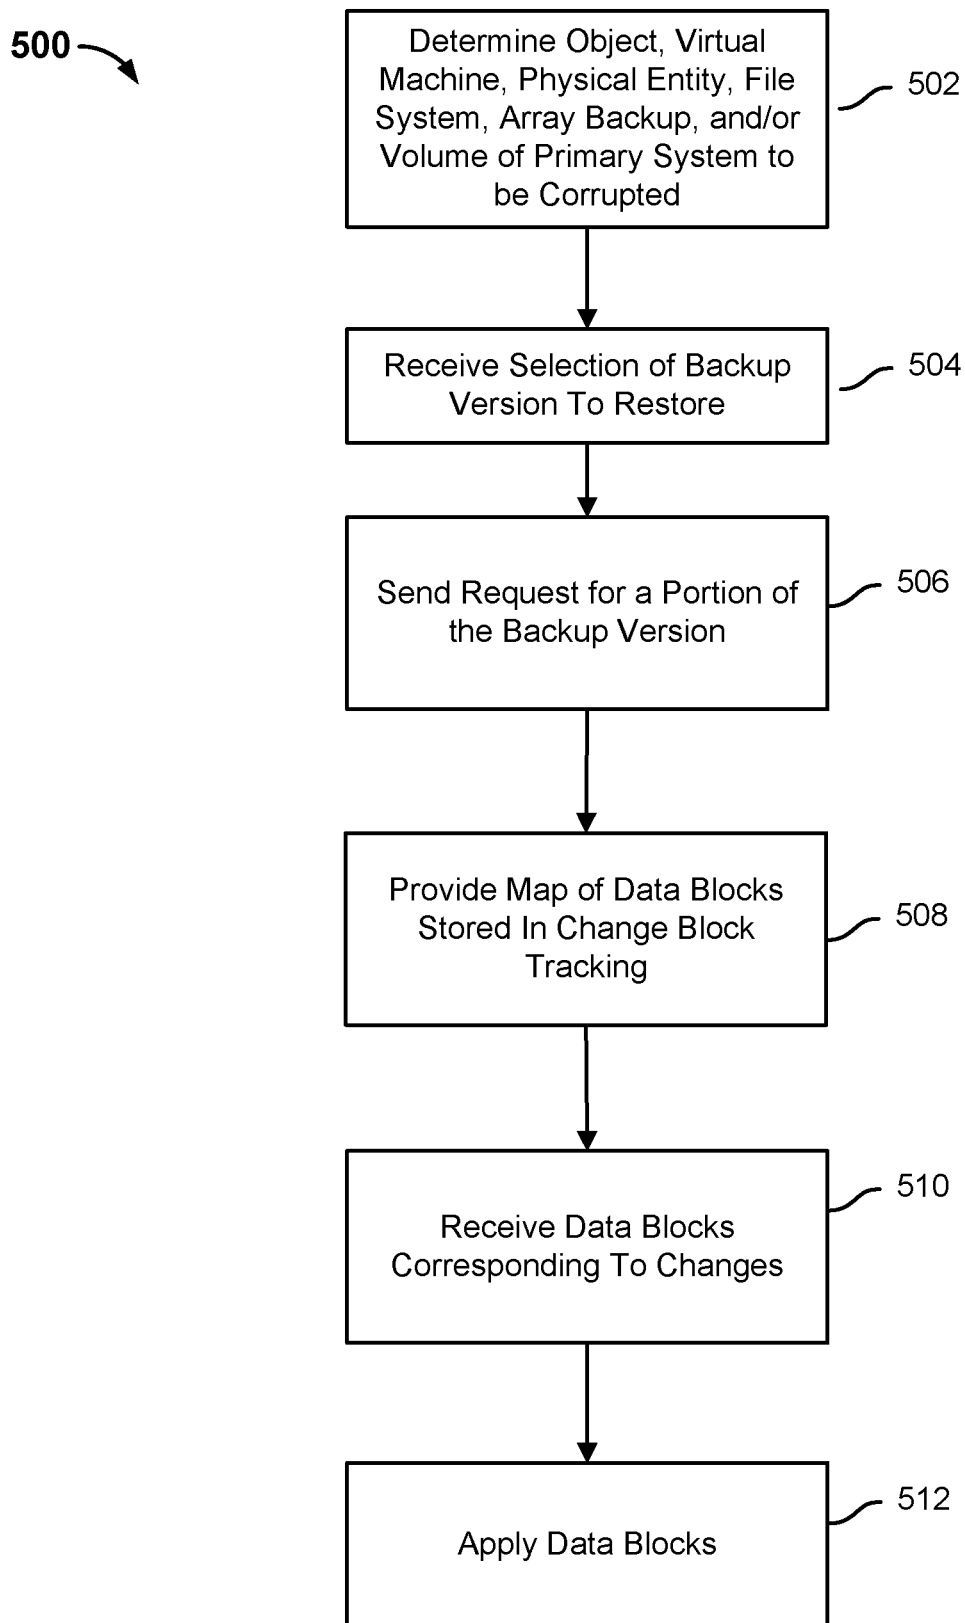 500
Determine Object, Virtual
Machine, Physical Entity, File
System, Array Backup, and/or
Volume of Primary System to
be Corrupted
502
Receive Selection of Backup
Version To Restore
504
Send Request for a Portion of
the Backup Version
506
Provide Map of Data Blocks
Stored In Change Block
Tracking
508
Receive Data Blocks
Corresponding To Changes
510
Apply Data Blocks
512